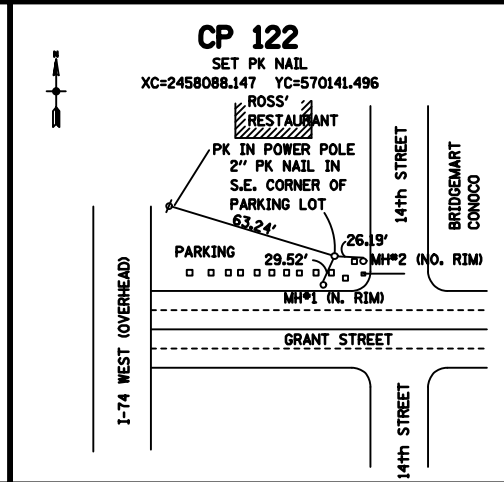 CP 122
SET PK NAIL
XC=2458088.147 YC=570141.496
N
ROSS'
RESTAURANT
PK IN POWER POLE
2" PK NAIL IN
S.E. CORNER OF
PARKING LOT
63.24'
26.19'
PARKING
29.52'
MH#2 (NO. RIM)
MH#1 (N. RIM)
GRANT STREET
I-74 WEST (OVERHEAD)
14th STREET
BRIDGEMART
CONOCO
14th STREET